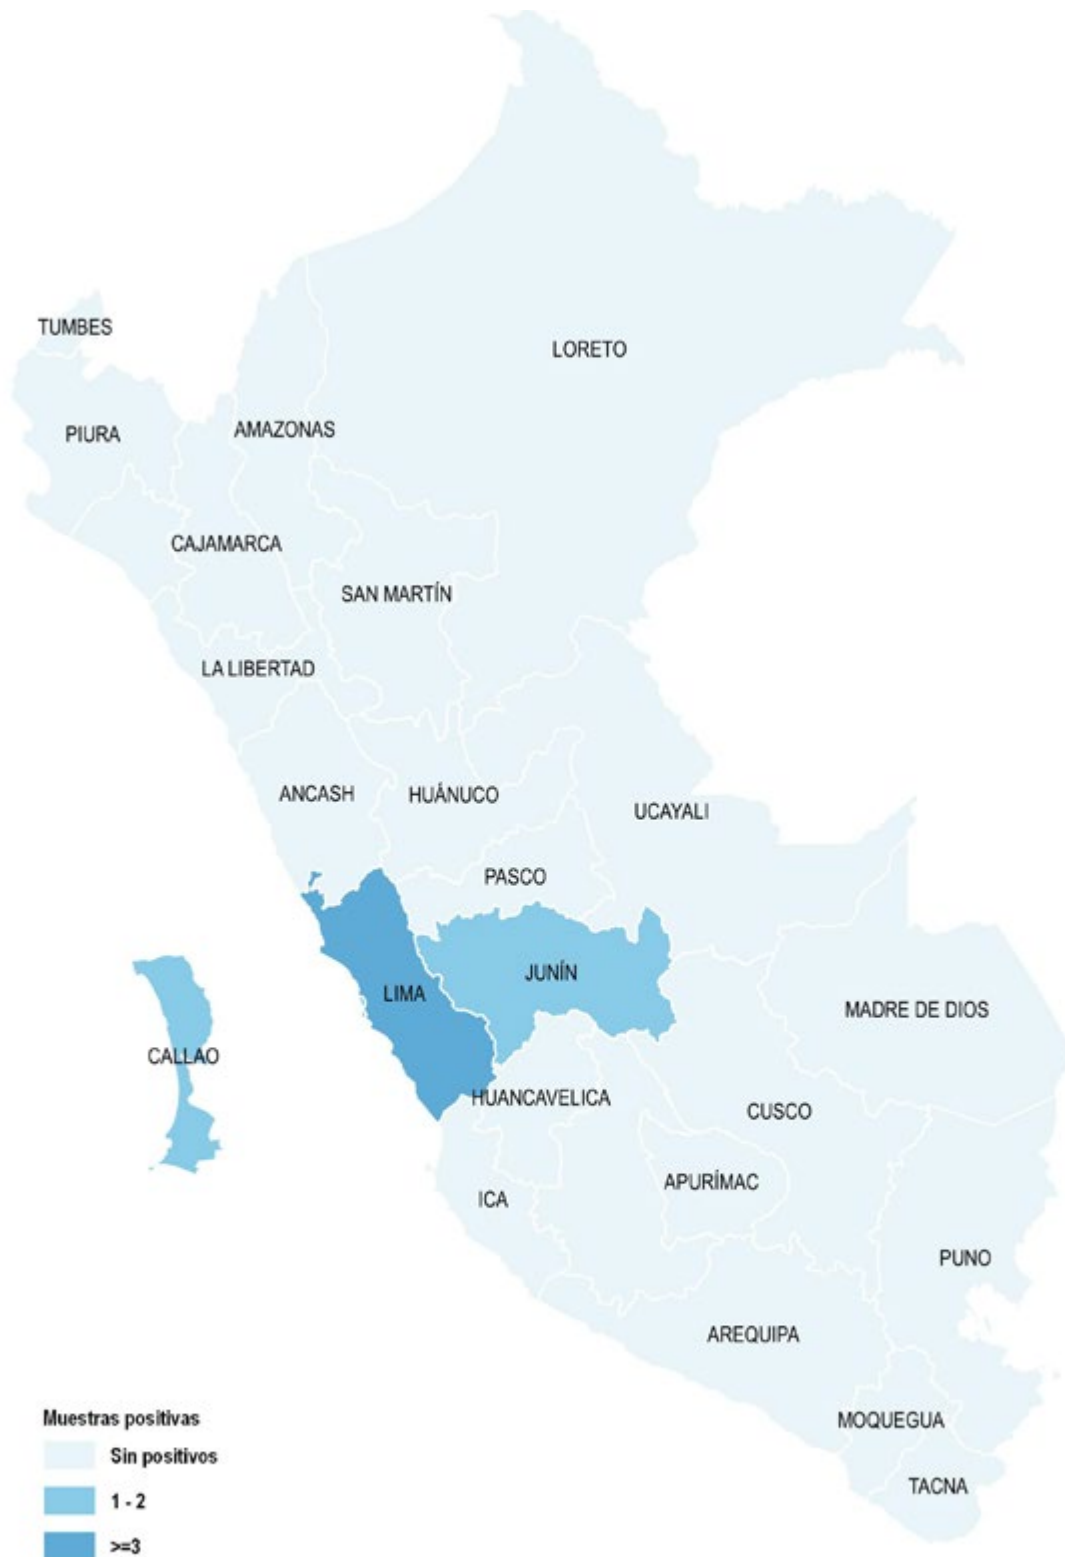 TUMBES
LORETO
PIURA
AMAZONAS
CAJAMARCA
SAN MARTÍN
LA LIBERTAD
ANCASH
HUÁNUCO
UCAYALI
PASCO
JUNÍN
LIMA
MADRE DE DIOS
CALLAO
HUANCAVELICA
CUSCO
APURÍMAC
ICA
PUNO
AREQUIPA
MOQUEGUA
TACNA
Muestras positivas
Sin positivos
1 - 2
>=3